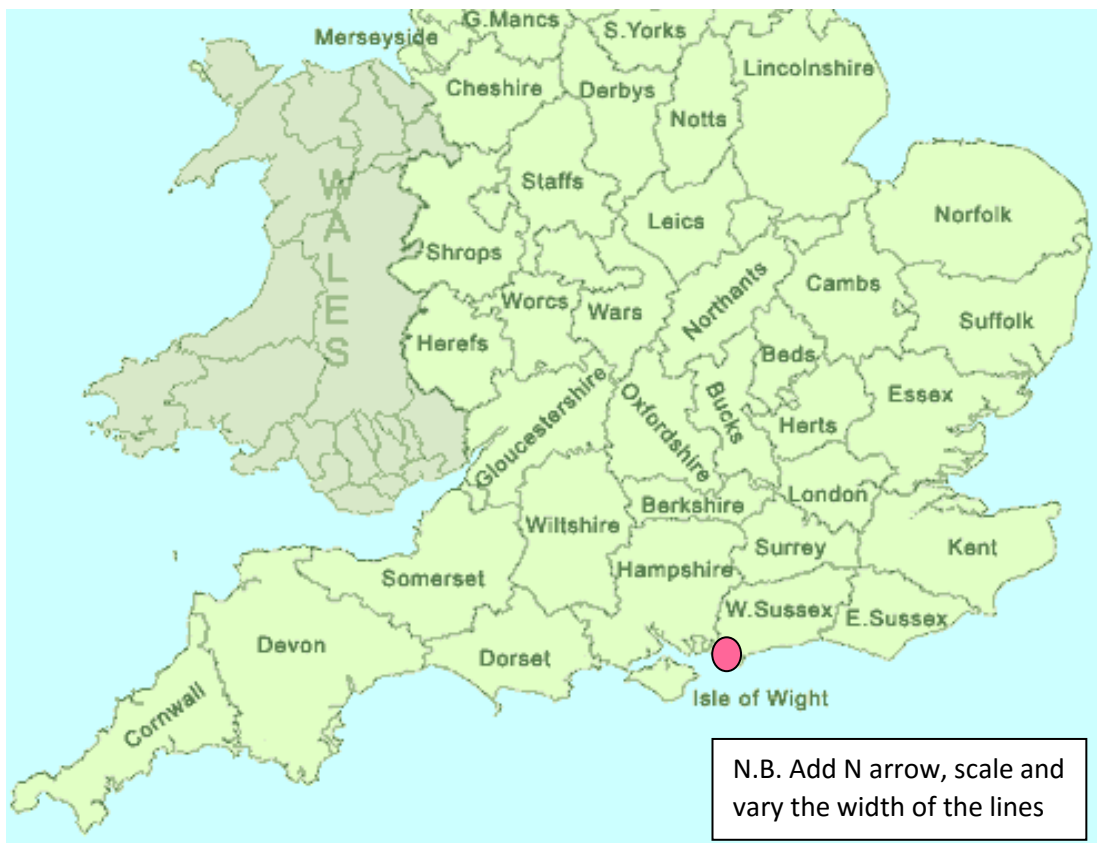 G.Mancs
S.Yorks
Merseyside
Lincolnshire
Cheshire
Derbys
Notts
WALES
Staffs
Norfolk
Leics
Shrops
Northants
Cambs
Worcs
Wars
Suffolk
Herefs
Beds
Essex
Gloucestershire
Oxfordshire
Bucks
Herts
London
Berkshire
Wiltshire
Surrey
Kent
Hampshire
Somerset
W.Sussex
E.Sussex
Devon
Dorset
Cornwall
Isle of Wight
N.B. Add N arrow, scale and
vary the width of the lines